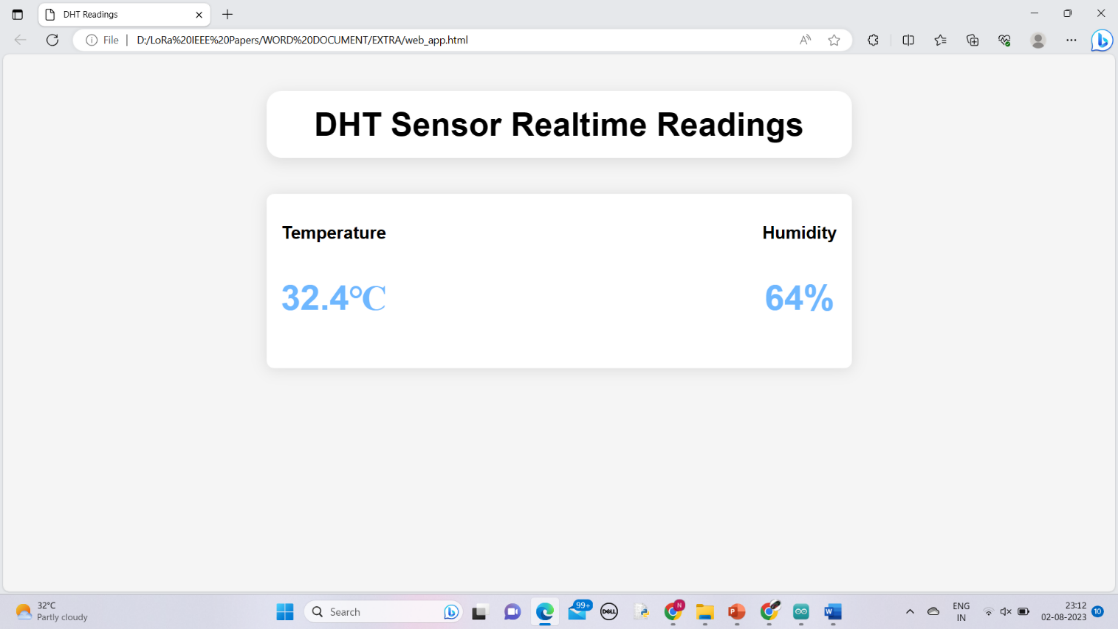 DHT Readings
File
D:/LoRa%20IEEE%20Papers/WORD%20DOCUMENT/EXTRA/web_app.html
DHT Sensor Realtime Readings
Temperature
Humidity
32.4℃
64%
32°C
Partly cloudy
Search
99+
DELL
N
P
W
ENG
IN
23:12
02-08-2023
10